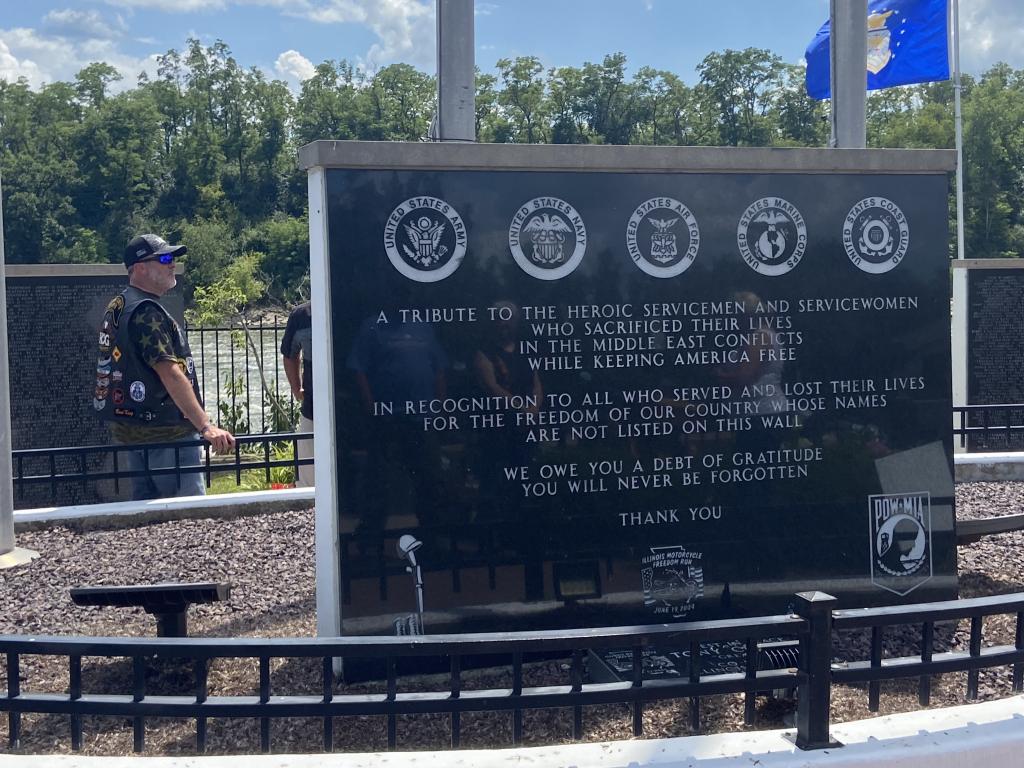 UNITED STATES ARMY
UNITED STATES NAVY
UNITED STATES AIR FORCE
UNITED STATES MARINE CORPS
UNITED STATES COAST GUARD
A TRIBUTE TO THE HEROIC SERVICEMEN AND SERVICEWOMEN
WHO SACRIFICED THEIR LIVES
IN THE MIDDLE EAST CONFLICTS
WHILE KEEPING AMERICA FREE
IN RECOGNITION TO ALL WHO SERVED AND LOST THEIR LIVES
FOR THE FREEDOM OF OUR COUNTRY WHOSE NAMES
ARE NOT LISTED ON THIS WALL
WE OWE YOU A DEBT OF GRATITUDE
YOU WILL NEVER BE FORGOTTEN
THANK YOU
POW★MIA
ILLINOIS MOTORCYCLE
FREEDOM RUN
JUNE 19, 2004